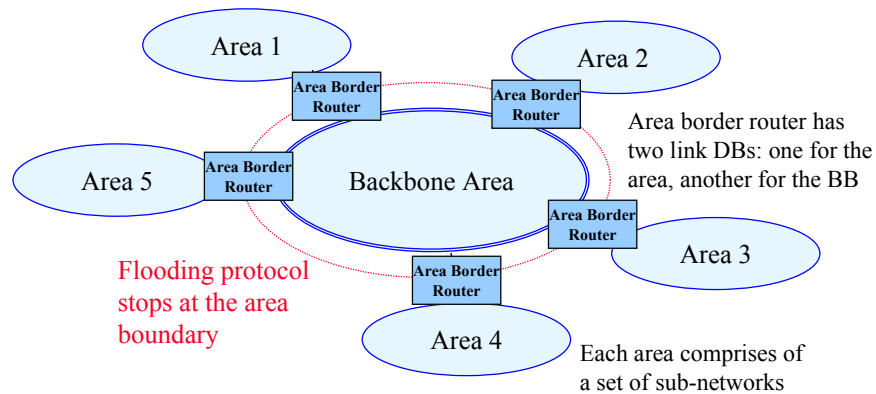 Area 1
Area 2
Area Border
Router
Area Border
Router
Area border router has
two link DBs: one for the
area, another for the BB
Area 5
Area Border
Router
Backbone Area
Area Border
Router
Area 3
Flooding protocol
stops at the area
boundary
Area Border
Router
Area 4
Each area comprises of
a set of sub-networks